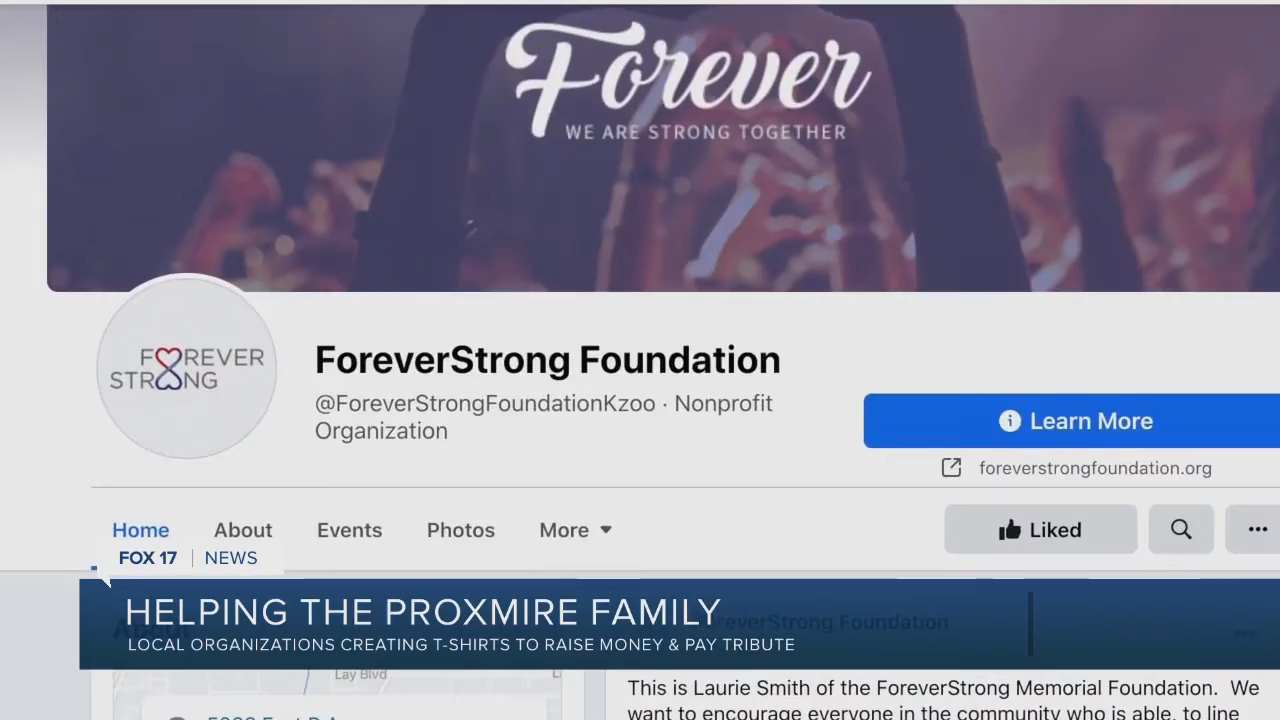 Forever
WE ARE STRONG TOGETHER
FOREVER
STRONG
ForeverStrong Foundation
@ForeverStrongFoundationKzoo · Nonprofit
Organization
Learn More
foreverstrongfoundation.org
Home About Events Photos More
Liked
FOX 17 | NEWS
HELPING THE PROXMIRE FAMILY
ForeverStrong Foundation
About
LOCAL ORGANIZATIONS CREATING T-SHIRTS TO RAISE MONEY & PAY TRIBUTE
Lay Blvd
This is Laurie Smith of the ForeverStrong Memorial Foundation. We
want to encourage everyone in the community who is able, to line